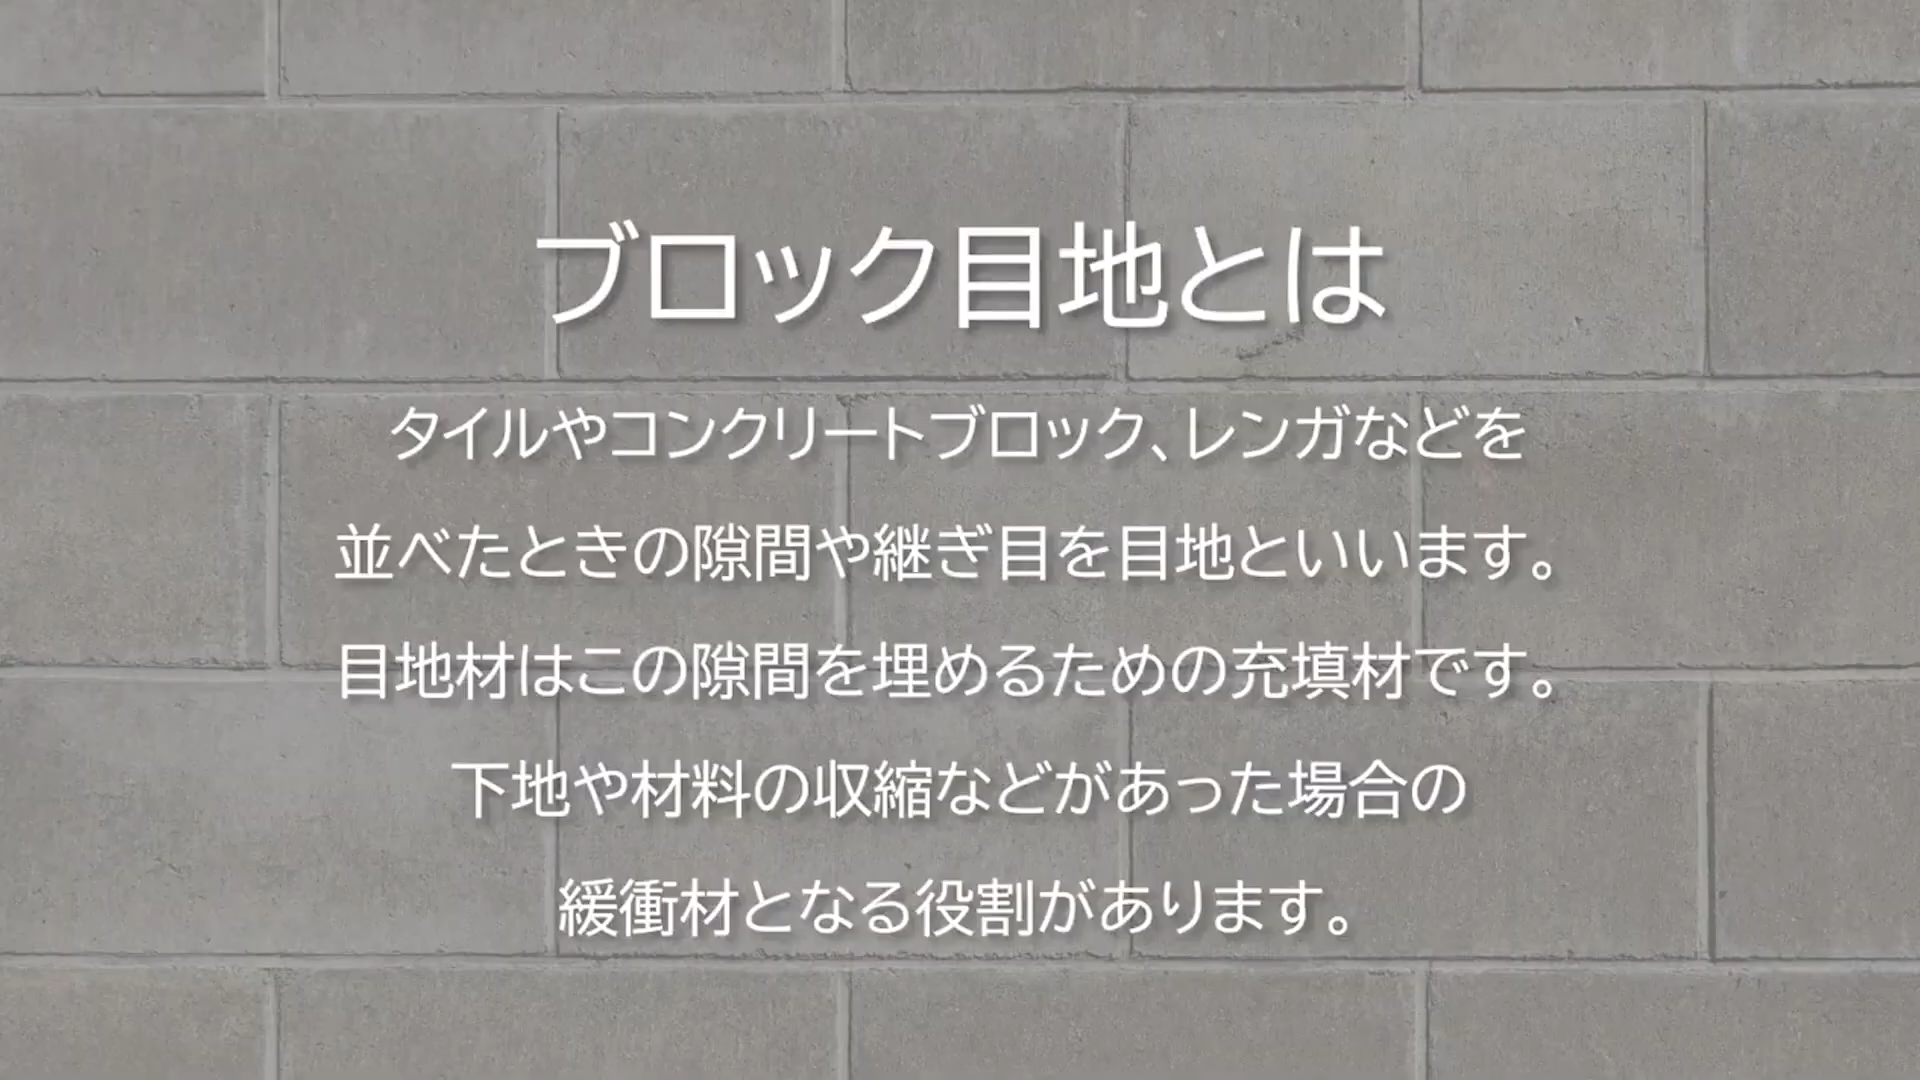 ブロック目地とは
タイルやコンクリートブロック、レンガなどを
並べたときの隙間や継ぎ目を目地といいます。
目地材はこの隙間を埋めるための充填材です。
下地や材料の収縮などがあった場合の
緩衝材となる役割があります。